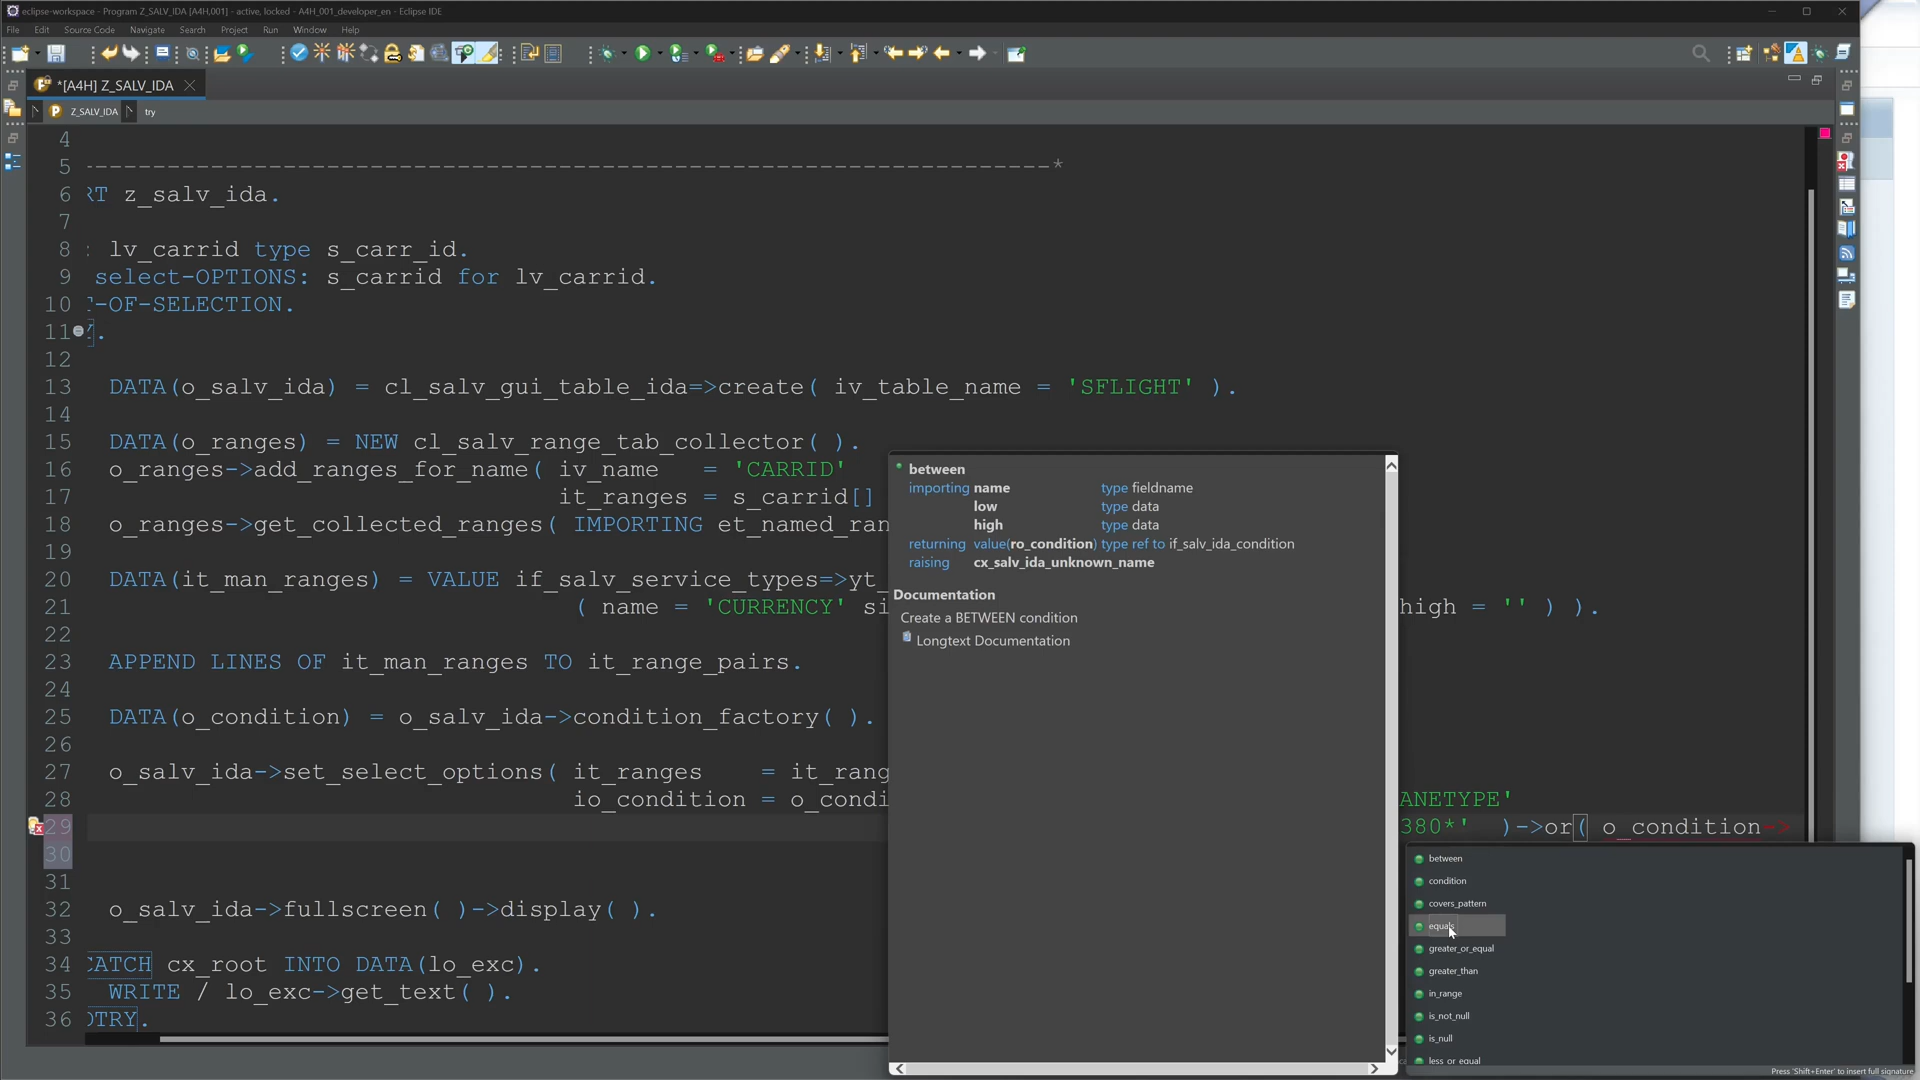 eclipse-workspace - Program Z_SALV_IDA [A4H,001] - active, locked - A4H_001_developer_en - Eclipse IDE
File Edit Source Code Navigate Search Project Run Window Help
*[A4H] Z_SALV_IDA
Z_SALV_IDA try
4
5 ------------------------------------------------------------------*
6 RT z_salv_ida.
7
8 : lv_carrid type s_carr_id.
9 select-OPTIONS: s_carrid for lv_carrid.
10 T-OF-SELECTION.
11 .
12
13 DATA(o_salv_ida) = cl_salv_gui_table_ida=>create( iv_table_name = 'SFLIGHT' ).
14
15 DATA(o_ranges) = NEW cl_salv_range_tab_collector( ).
16 o_ranges->add_ranges_for_name( iv_name = 'CARRID'
17 it_ranges = s_carrid[]
18 o_ranges->get_collected_ranges( IMPORTING et_named_ran
19
20 DATA(it_man_ranges) = VALUE if_salv_service_types=>yt_
21 ( name = 'CURRENCY' si high = '' ) ).
22
23 APPEND LINES OF it_man_ranges TO it_range_pairs.
24
25 DATA(o_condition) = o_salv_ida->condition_factory( ).
26
27 o_salv_ida->set_select_options( it_ranges = it_rang
28 io_condition = o_condi ANETYPE'
29 380*' )->or( o_condition->
30
31
32 o_salv_ida->fullscreen( )->display( ).
33
34 CATCH cx_root INTO DATA(lo_exc).
35 WRITE / lo_exc->get_text( ).
36 DTRY.
between
importing name type fieldname
low type data
high type data
returning value(ro_condition) type ref to if_salv_ida_condition
raising cx_salv_ida_unknown_name
Documentation
Create a BETWEEN condition
Longtext Documentation
between
condition
covers_pattern
equals
greater_or_equal
greater_than
in_range
is_not_null
is_null
less_or_equal
Press 'Shift+Enter' to insert full signature